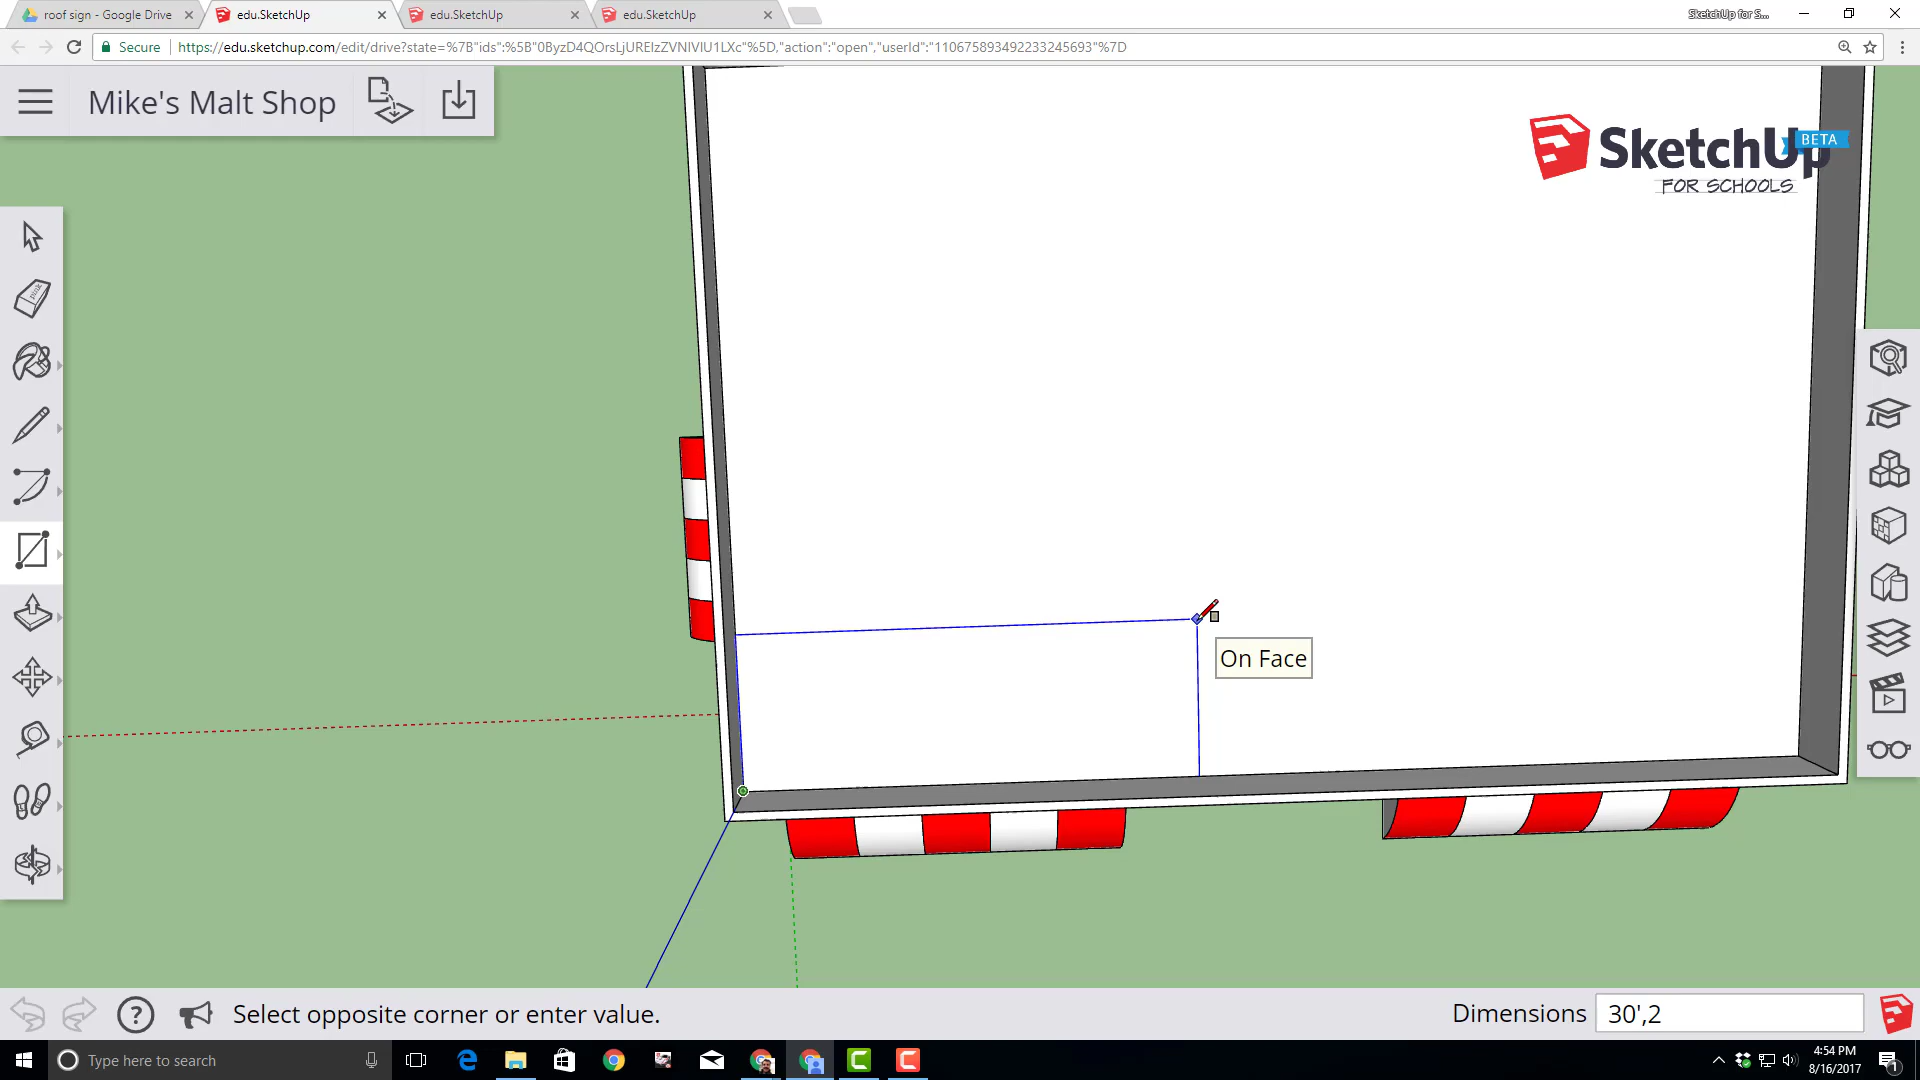 roof sign - Google Drive
edu.SketchUp
edu.SketchUp
edu.SketchUp
SketchUp for S...
Secure
https://edu.sketchup.com/edit/drive?state=%7B"ids":%5B"0ByzD4QOrsLjUREIzZVNIVlU1LXc"%5D,"action":"open","userId":"110675893492233245693"%7D
Mike's Malt Shop
SketchUp
BETA
FOR SCHOOLS
On Face
Select opposite corner or enter value.
Dimensions
30',2
Type here to search
4:54 PM
8/16/2017
1